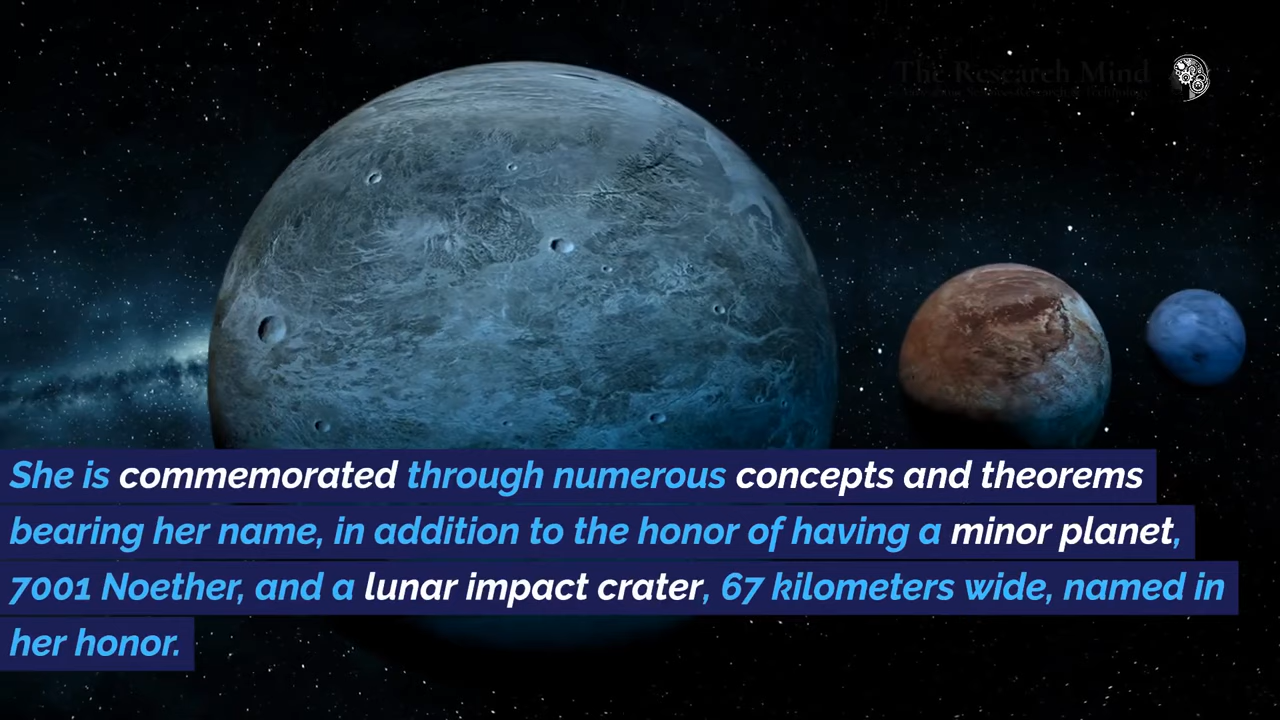 The Research Mind
She is commemorated through numerous concepts and theorems
bearing her name, in addition to the honor of having a minor planet,
7001 Noether, and a lunar impact crater, 67 kilometers wide, named in
her honor.